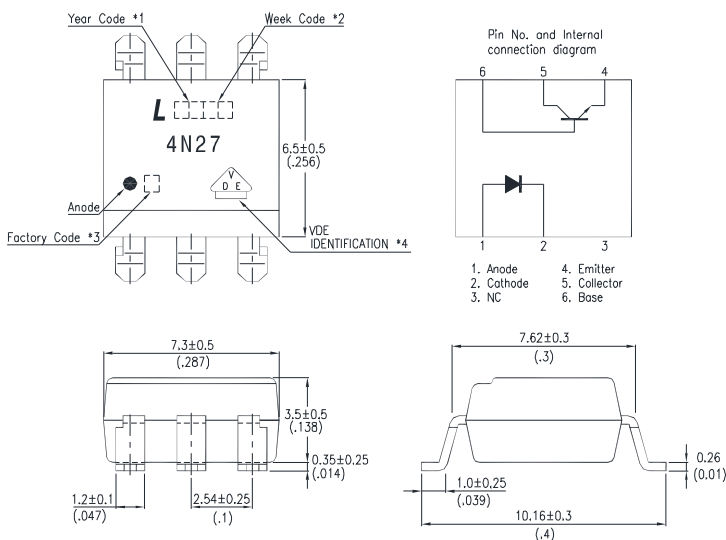 Year Code *1
Week Code *2
L
4N27
6.5±0.5
(.256)
Anode
Factory Code *3
V
D E
VDE
IDENTIFICATION *4
Pin No. and Internal
connection diagram
6 5 4
1 2 3
1. Anode
2. Cathode
3. NC
4. Emitter
5. Collector
6. Base
7.3±0.5
(.287)
3.5±0.5
(.138)
0.35±0.25
(.014)
1.2±0.1
(.047)
2.54±0.25
(.1)
7.62±0.3
(.3)
0.26
(0.01)
1.0±0.25
(.039)
10.16±0.3
(.4)